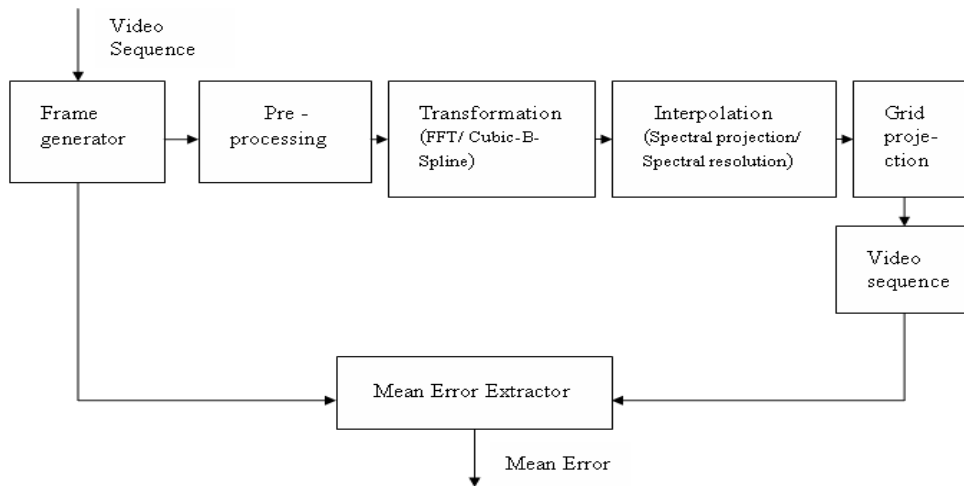 Video
Sequence
Frame
generator
Pre -
processing
Transformation
(FFT/ Cubic-B-
Spline)
Interpolation
(Spectral projection/
Spectral resolution)
Grid
proje-
ction
Video
sequence
Mean Error Extractor
Mean Error